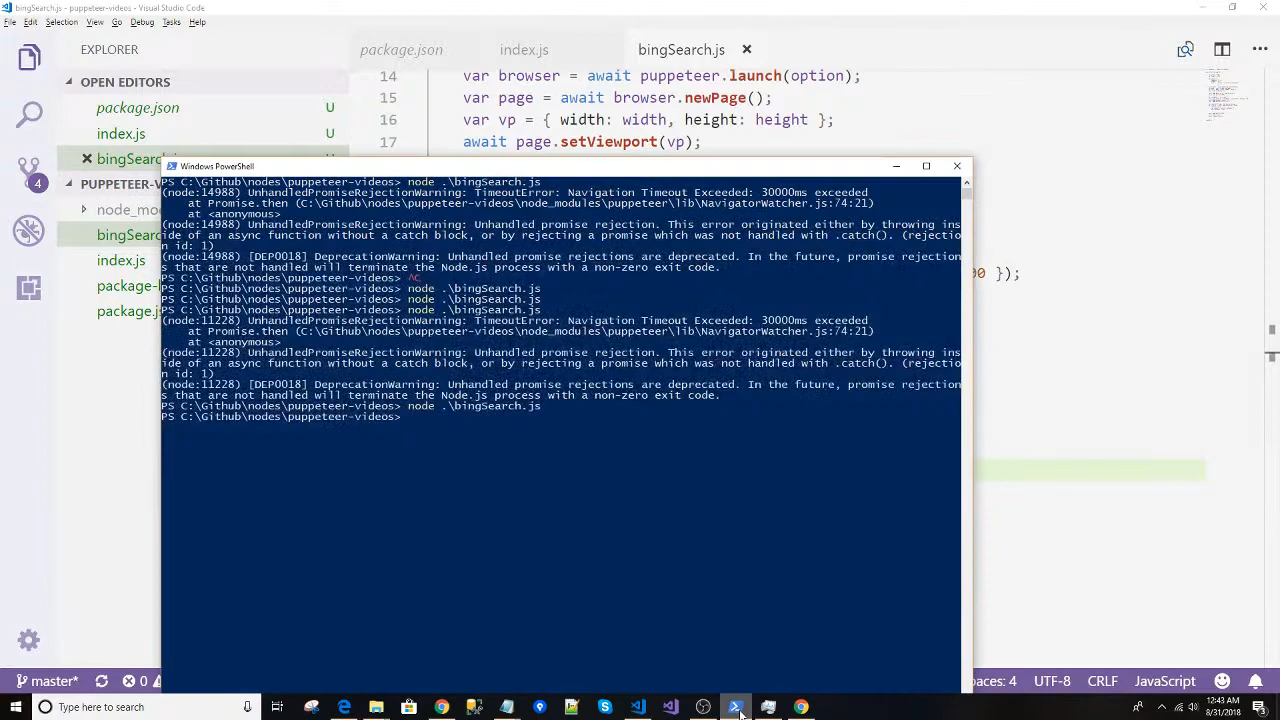 bingSearch.js - puppeteer-videos - Visual Studio Code
File Edit Selection View Go Debug Tasks Help
EXPLORER
package.json index.js bingSearch.js
OPEN EDITORS
package.json U
index.js U
bingSearch
PUPPETEER-
node_mo
bingSearc
index.js
package-
package.js
4
14 var browser = await puppeteer.launch(option);
15 var page = await browser.newPage();
16 var vp = { width: width, height: height };
17 await page.setViewport(vp);
00 });
Windows PowerShell
PS C:\Github\nodes\puppeteer-videos> node .\bingSearch.js
(node:14988) UnhandledPromiseRejectionWarning: TimeoutError: Navigation Timeout Exceeded: 30000ms exceeded
at Promise.then (C:\Github\nodes\puppeteer-videos\node_modules\puppeteer\lib\NavigatorWatcher.js:74:21)
at <anonymous>
(node:14988) UnhandledPromiseRejectionWarning: Unhandled promise rejection. This error originated either by throwing ins
ide of an async function without a catch block, or by rejecting a promise which was not handled with .catch(). (rejectio
n id: 1)
(node:14988) [DEP0018] DeprecationWarning: Unhandled promise rejections are deprecated. In the future, promise rejection
s that are not handled will terminate the Node.js process with a non-zero exit code.
PS C:\Github\nodes\puppeteer-videos> ^C
PS C:\Github\nodes\puppeteer-videos> node .\bingSearch.js
PS C:\Github\nodes\puppeteer-videos> node .\bingSearch.js
PS C:\Github\nodes\puppeteer-videos> node .\bingSearch.js
(node:11228) UnhandledPromiseRejectionWarning: TimeoutError: Navigation Timeout Exceeded: 30000ms exceeded
at Promise.then (C:\Github\nodes\puppeteer-videos\node_modules\puppeteer\lib\NavigatorWatcher.js:74:21)
at <anonymous>
(node:11228) UnhandledPromiseRejectionWarning: Unhandled promise rejection. This error originated either by throwing ins
ide of an async function without a catch block, or by rejecting a promise which was not handled with .catch(). (rejectio
n id: 1)
(node:11228) [DEP0018] DeprecationWarning: Unhandled promise rejections are deprecated. In the future, promise rejection
s that are not handled will terminate the Node.js process with a non-zero exit code.
PS C:\Github\nodes\puppeteer-videos> node .\bingSearch.js
PS C:\Github\nodes\puppeteer-videos>
master* 0 paces: 4 UTF-8 CRLF JavaScript
Type here to search
12:43 AM
8/31/2018